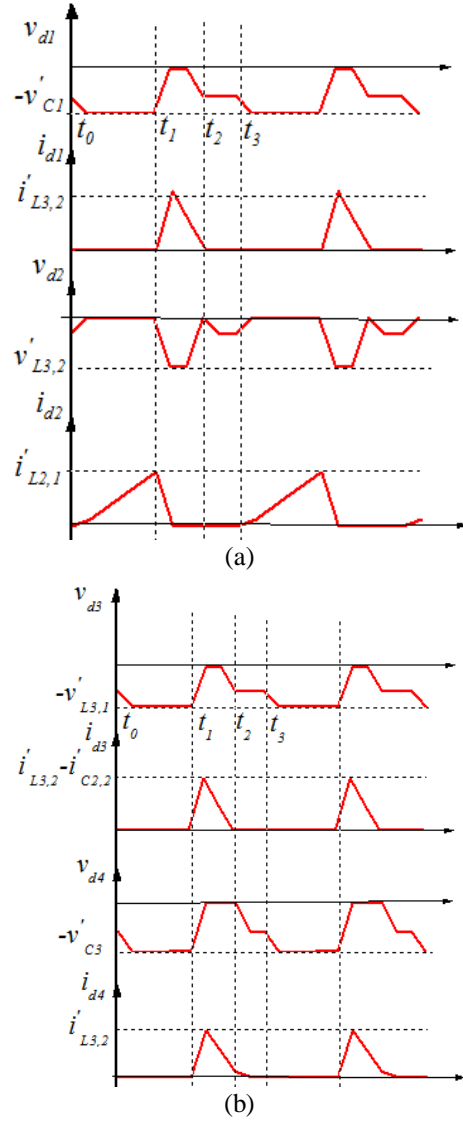 v_d1
-v'_C1
t_0 t_1 t_2 t_3
i_d1
i'_L3,2
v_d2
v'_L3,2
i_d2
i'_L2,1
(a)
v_d3
-v'_L3,1
t_0 t_1 t_2 t_3
i_d3
i'_L3,2-i'_C2,2
v_d4
-v'_C3
i_d4
i'_L3,2
(b)